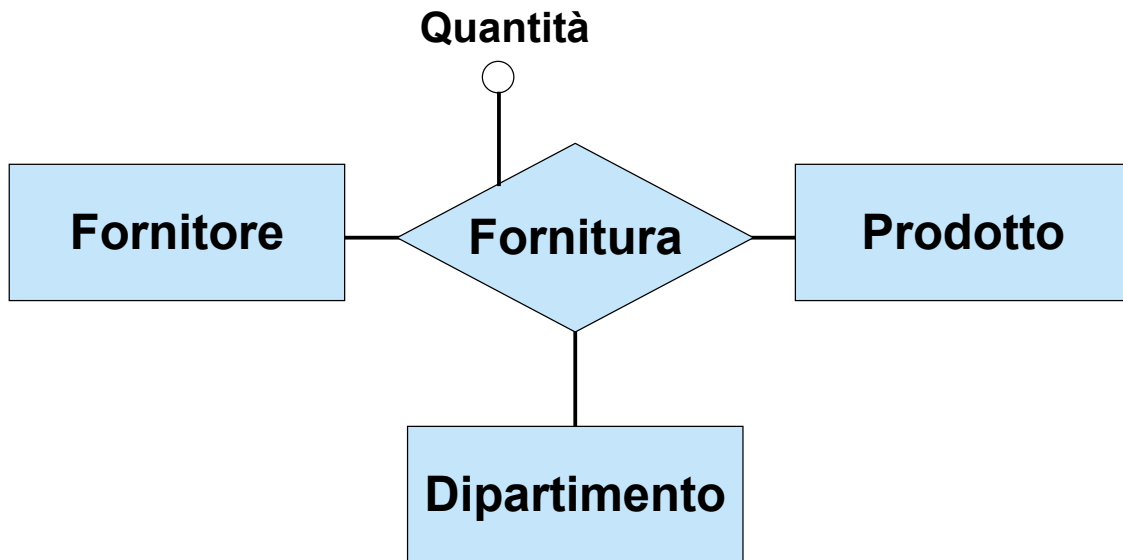 Quantità
Fornitore
Fornitura
Prodotto
Dipartimento